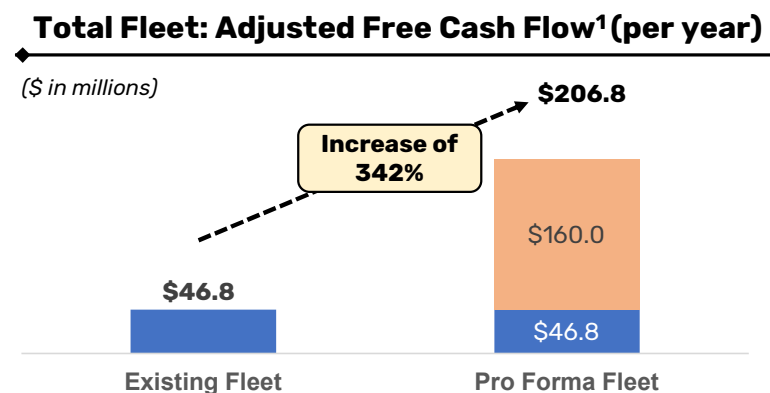 Total Fleet: Adjusted Free Cash Flow¹ (per year)
($ in millions)
$206.8
Increase of
342%
$160.0
$46.8
$46.8
Existing Fleet
Pro Forma Fleet